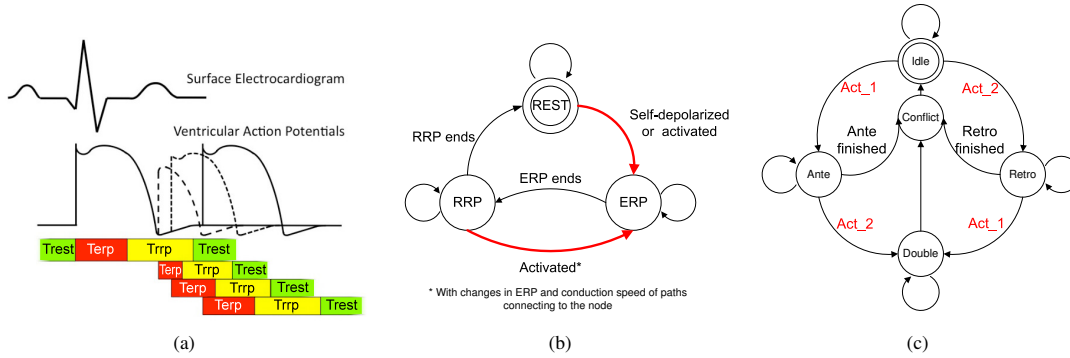 Surface Electrocardiogram
Ventricular Action Potentials
Trest Terp Trrp Trest
Terp Trrp Trest
Terp Trrp Trest
Terp Trrp Trest
(a)
REST
Self-depolarized
or activated
RRP ends
ERP ends
RRP
ERP
Activated*
* With changes in ERP and conduction speed of paths
connecting to the node
(b)
Idle
Act_1
Act_2
Conflict
Ante
finished
Retro
finished
Ante
Retro
Act_2
Act_1
Double
(c)